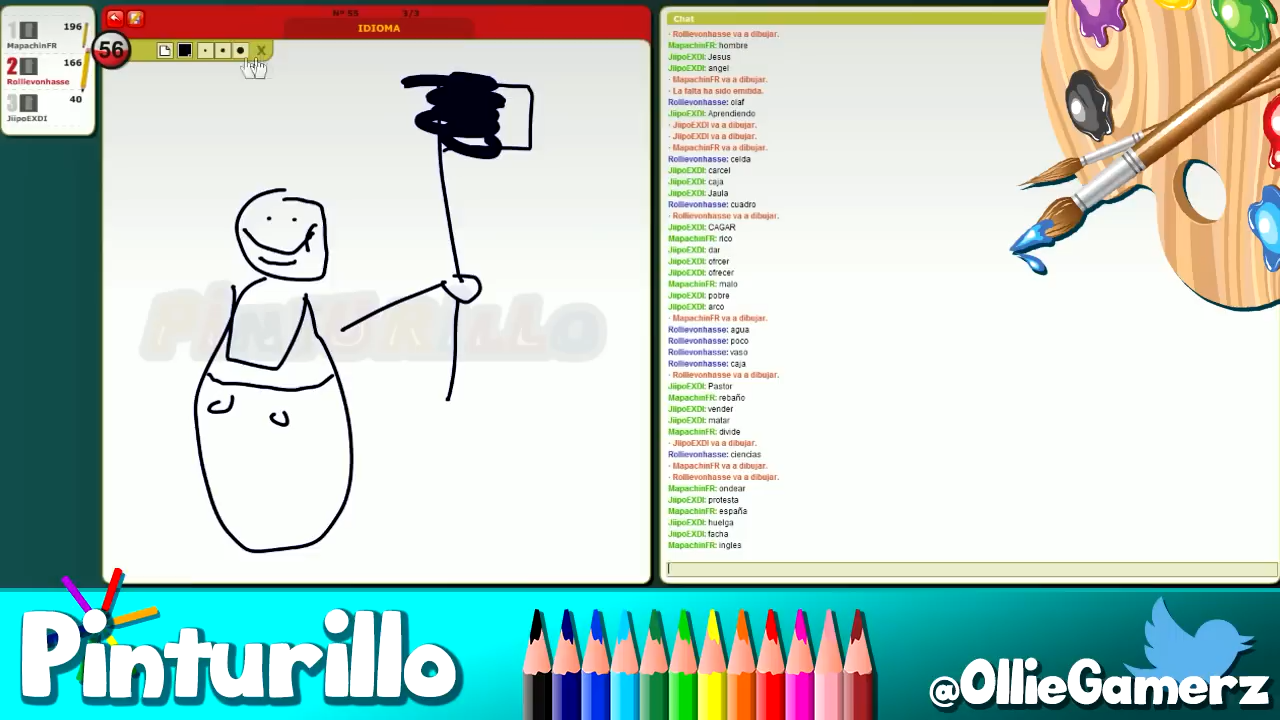 1 196
MapachinFR
2 166
Rollievonhasse
3 40
JiipoEXDI
56
Nº 55 3/3
IDIOMA
X
Chat
· Rollievonhasse va a dibujar.
MapachinFR: hombre
JiipoEXDI: Jesus
JiipoEXDI: angel
· MapachinFR va a dibujar.
· La falta ha sido emitida.
Rollievonhasse: olaf
JiipoEXDI: Aprendiendo
· JiipoEXDI va a dibujar.
· JiipoEXDI va a dibujar.
· MapachinFR va a dibujar.
Rollievonhasse: celda
JiipoEXDI: carcel
JiipoEXDI: caja
JiipoEXDI: Jaula
Rollievonhasse: cuadro
· Rollievonhasse va a dibujar.
JiipoEXDI: CAGAR
MapachinFR: rico
JiipoEXDI: dar
JiipoEXDI: ofrcer
JiipoEXDI: ofrecer
MapachinFR: malo
JiipoEXDI: pobre
JiipoEXDI: arco
· MapachinFR va a dibujar.
Rollievonhasse: agua
Rollievonhasse: poco
Rollievonhasse: vaso
Rollievonhasse: caja
· Rollievonhasse va a dibujar.
JiipoEXDI: Pastor
MapachinFR: rebaño
JiipoEXDI: vender
JiipoEXDI: matar
MapachinFR: divide
· JiipoEXDI va a dibujar.
Rollievonhasse: ciencias
· MapachinFR va a dibujar.
· Rollievonhasse va a dibujar.
MapachinFR: ondear
JiipoEXDI: protesta
MapachinFR: españa
JiipoEXDI: huelga
JiipoEXDI: facha
MapachinFR: ingles
Pinturillo
@OllieGamerz